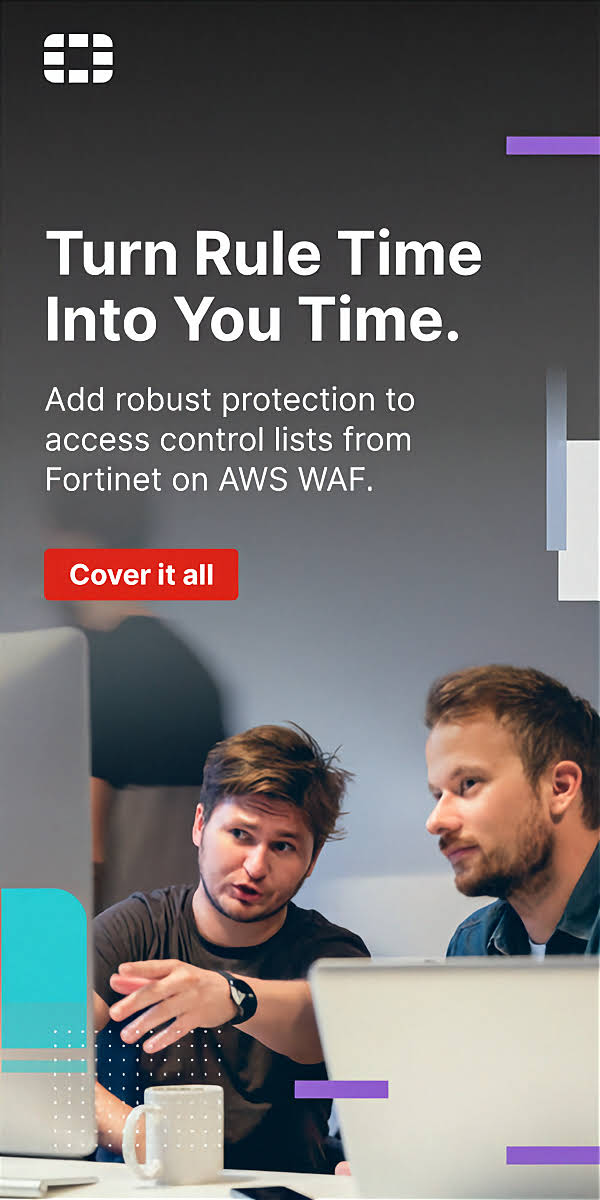 Turn Rule Time
Into You Time.
Add robust protection to
access control lists from
Fortinet on AWS WAF.
Cover it all